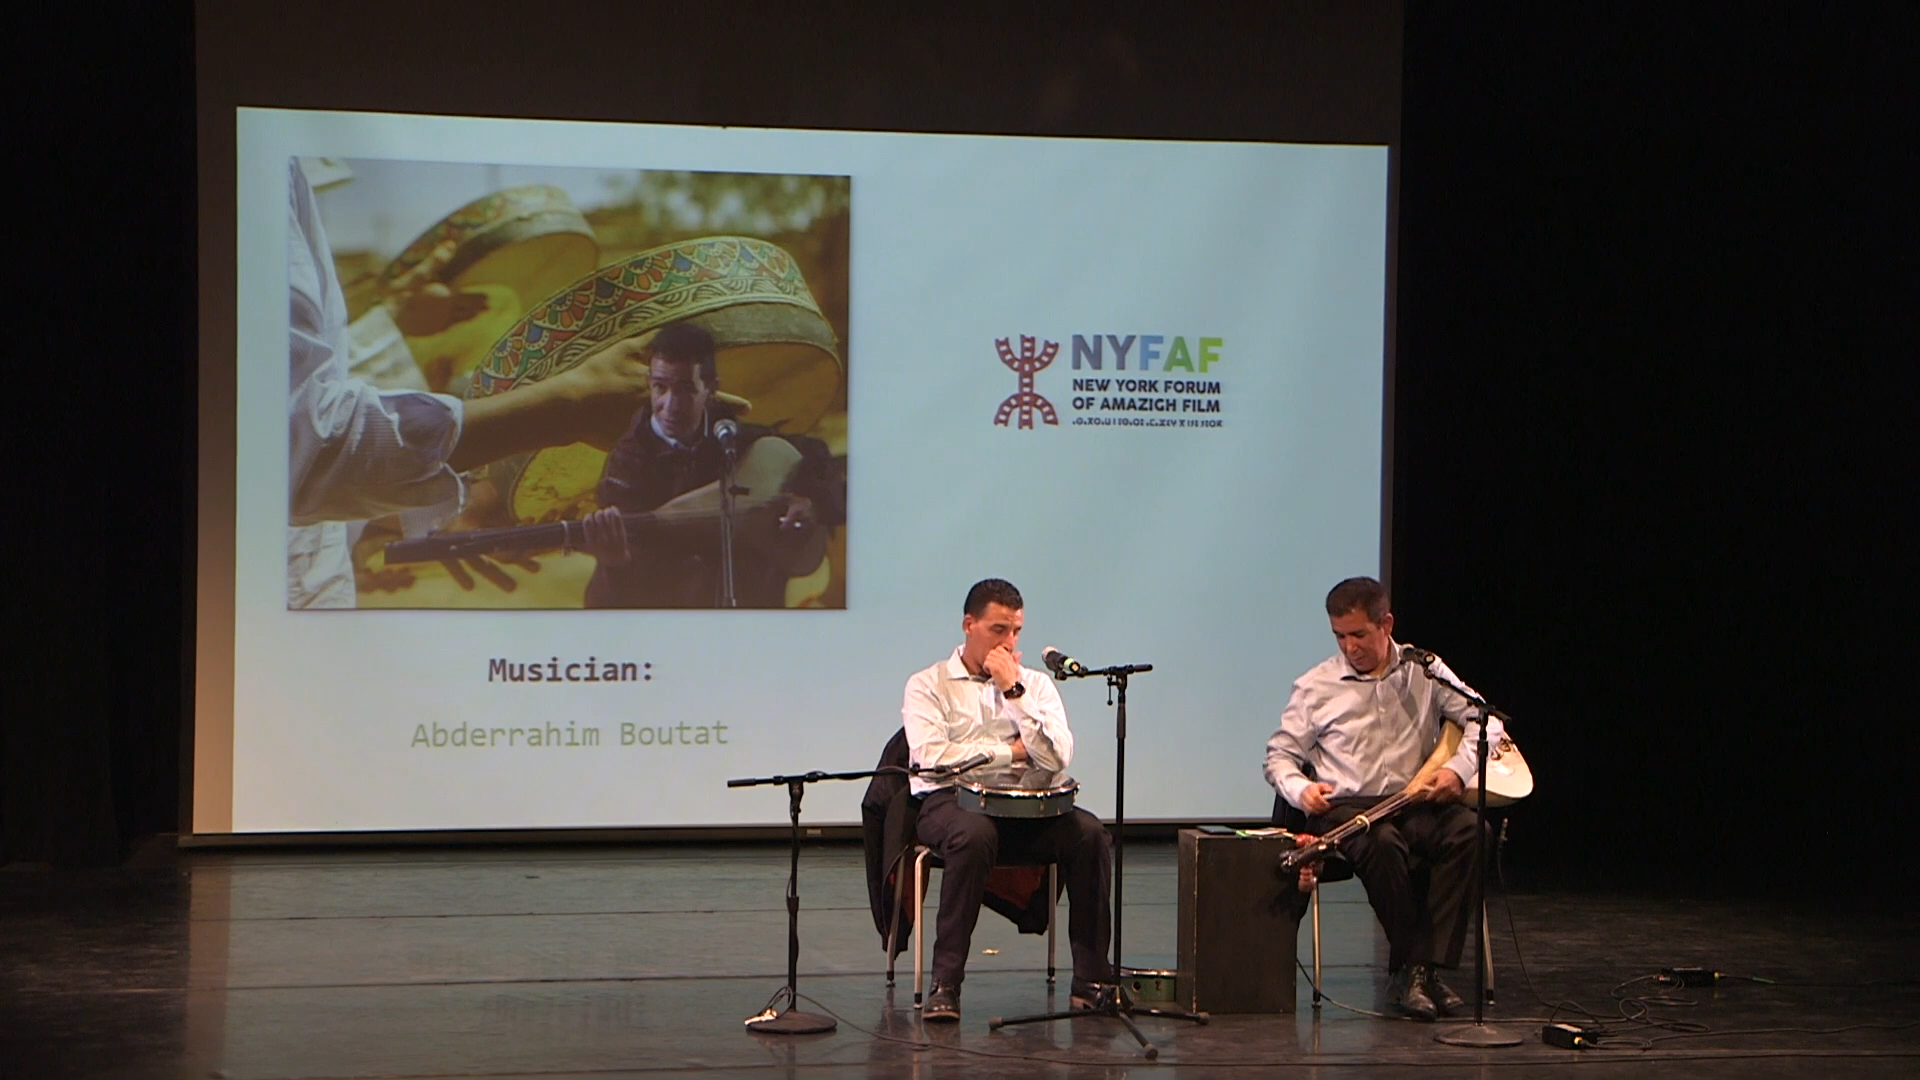 NYFAF
NEW YORK FORUM
OF AMAZIGH FILM
Musician:
Abderrahim Boutat